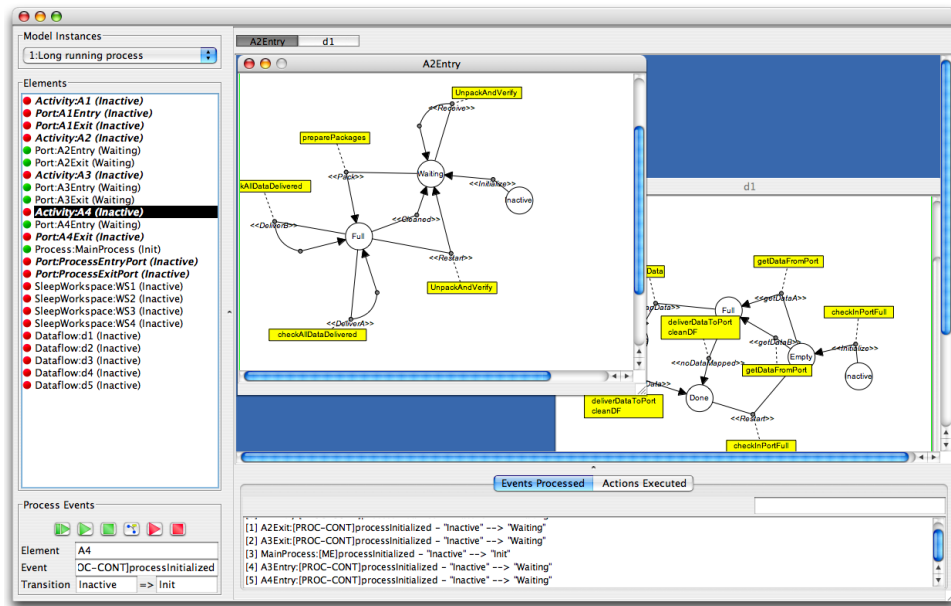 Model Instances
1:Long running process
Elements
Activity:A1 (Inactive)
Port:A1Entry (Inactive)
Port:A1Exit (Inactive)
Activity:A2 (Inactive)
Port:A2Entry (Waiting)
Port:A2Exit (Waiting)
Activity:A3 (Inactive)
Port:A3Entry (Waiting)
Port:A3Exit (Waiting)
Activity:A4 (Inactive)
Port:A4Entry (Waiting)
Port:A4Exit (Inactive)
Process:MainProcess (Init)
Port:ProcessEntryPort (Inactive)
Port:ProcessExitPort (Inactive)
SleepWorkspace:WS1 (Inactive)
SleepWorkspace:WS2 (Inactive)
SleepWorkspace:WS3 (Inactive)
SleepWorkspace:WS4 (Inactive)
Dataflow:d1 (Inactive)
Dataflow:d2 (Inactive)
Dataflow:d3 (Inactive)
Dataflow:d4 (Inactive)
Dataflow:d5 (Inactive)
Process Events
Element A4
Event OC-CONT]processInitialized
Transition Inactive => Init
A2Entry d1
A2Entry
UnpackAndVerify
<<Receive>>
preparePackages
Waiting
<<Pack>>
<<Initialize>>
kAllDataDelivered
Inactive
<<DeliverB>>
<<Cleaned>>
Full
<<Restart>>
UnpackAndVerify
<<DeliverA>>
checkAllDataDelivered
d1
getDataFromPort
Data
Full
<<getDataA>>
checkInPortFull
apData>>
deliverDataToPort
cleanDF
<<getDataB>>
<<Initialize>>
Empty
<<noDataMapped>>
getDataFromPort
Inactive
Data>>
Done
deliverDataToPort
cleanDF
<<Restart>>
checkInPortFull
Events Processed Actions Executed
[1] A2Exit:[PROC-CONT]processInitialized - "Inactive" --> "Waiting"
[2] A3Exit:[PROC-CONT]processInitialized - "Inactive" --> "Waiting"
[3] MainProcess:[ME]processInitialized - "Inactive" --> "Init"
[4] A3Entry:[PROC-CONT]processInitialized - "Inactive" --> "Waiting"
[5] A4Entry:[PROC-CONT]processInitialized - "Inactive" --> "Waiting"